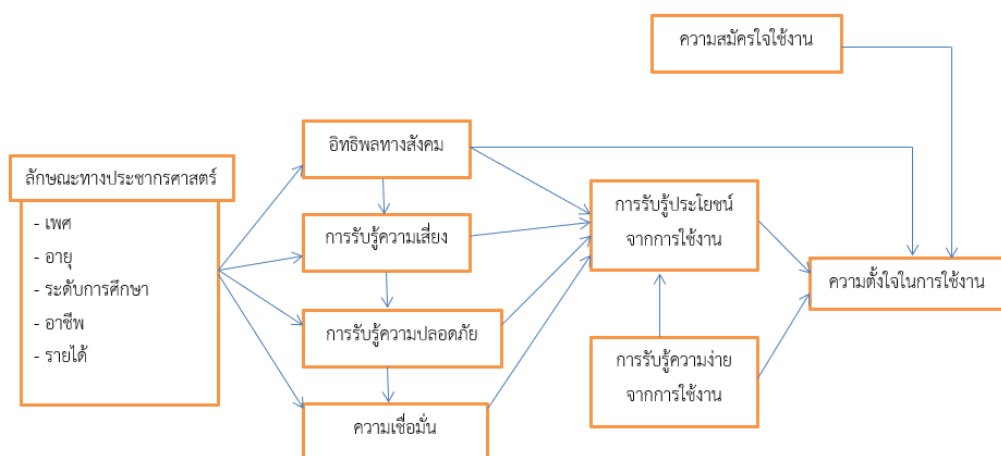 ความสมัครใจใช้งาน
อิทธิพลทางสังคม
ลักษณะทางประชากรศาสตร์
- เพศ
- อายุ
- ระดับการศึกษา
- อาชีพ
- รายได้
การรับรู้ความเสี่ยง
การรับรู้ความปลอดภัย
ความเชื่อมั่น
การรับรู้ประโยชน์
จากการใช้งาน
การรับรู้ความง่าย
จากการใช้งาน
ความตั้งใจในการใช้งาน